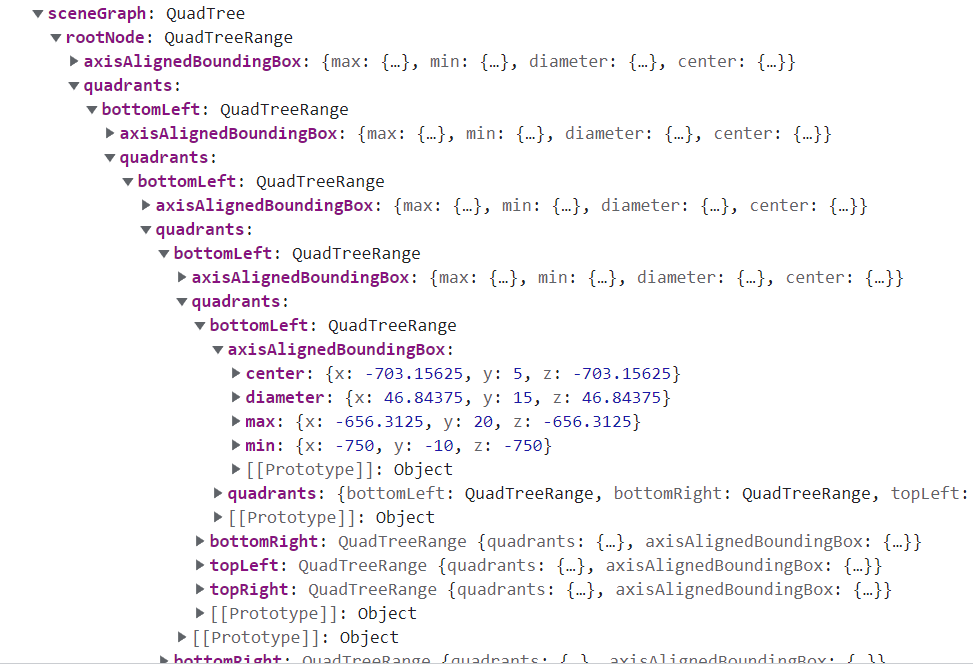 ▼sceneGraph: QuadTree
▼rootNode: QuadTreeRange
▶axisAlignedBoundingBox: {max: {…}, min: {…}, diameter: {…}, center: {…}}
▼quadrants:
▼bottomLeft: QuadTreeRange
▶axisAlignedBoundingBox: {max: {…}, min: {…}, diameter: {…}, center: {…}}
▼quadrants:
▼bottomLeft: QuadTreeRange
▶axisAlignedBoundingBox: {max: {…}, min: {…}, diameter: {…}, center: {…}}
▼quadrants:
▼bottomLeft: QuadTreeRange
▶axisAlignedBoundingBox: {max: {…}, min: {…}, diameter: {…}, center: {…}}
▼quadrants:
▼bottomLeft: QuadTreeRange
▼axisAlignedBoundingBox:
▶center: {x: -703.15625, y: 5, z: -703.15625}
▶diameter: {x: 46.84375, y: 15, z: 46.84375}
▶max: {x: -656.3125, y: 20, z: -656.3125}
▶min: {x: -750, y: -10, z: -750}
▶[[Prototype]]: Object
▶quadrants: {bottomLeft: QuadTreeRange, bottomRight: QuadTreeRange, topLeft:
▶[[Prototype]]: Object
▶bottomRight: QuadTreeRange {quadrants: {…}, axisAlignedBoundingBox: {…}}
▶topLeft: QuadTreeRange {quadrants: {…}, axisAlignedBoundingBox: {…}}
▶topRight: QuadTreeRange {quadrants: {…}, axisAlignedBoundingBox: {…}}
▶[[Prototype]]: Object
▶[[Prototype]]: Object
▶bottomRight: QuadTreeRange {quadrants: {…}, axisAlignedBoundingBox: {…}}